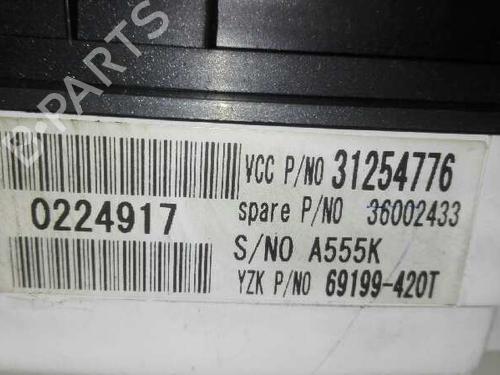 B-PARTS
VCC P/NO 31254776
0224917
spare P/NO 36002433
S/NO A555K
YZK P/NO 69199-420T